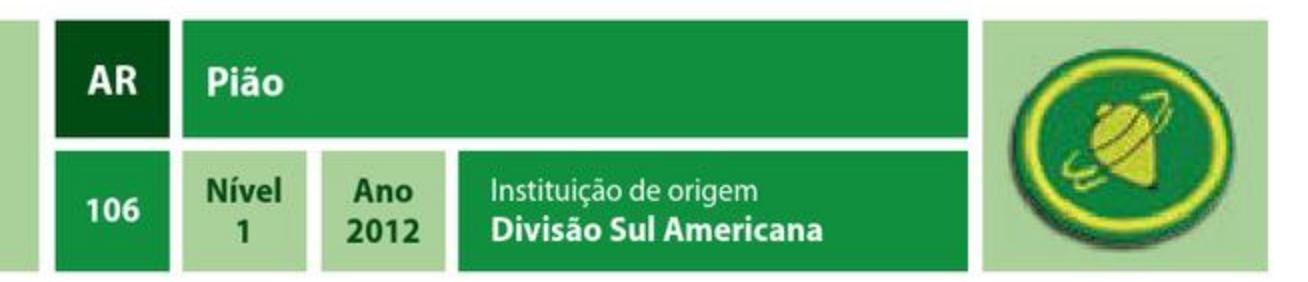 AR
Pião
106
Nível
1
Ano
2012
Instituição de origem
Divisão Sul Americana